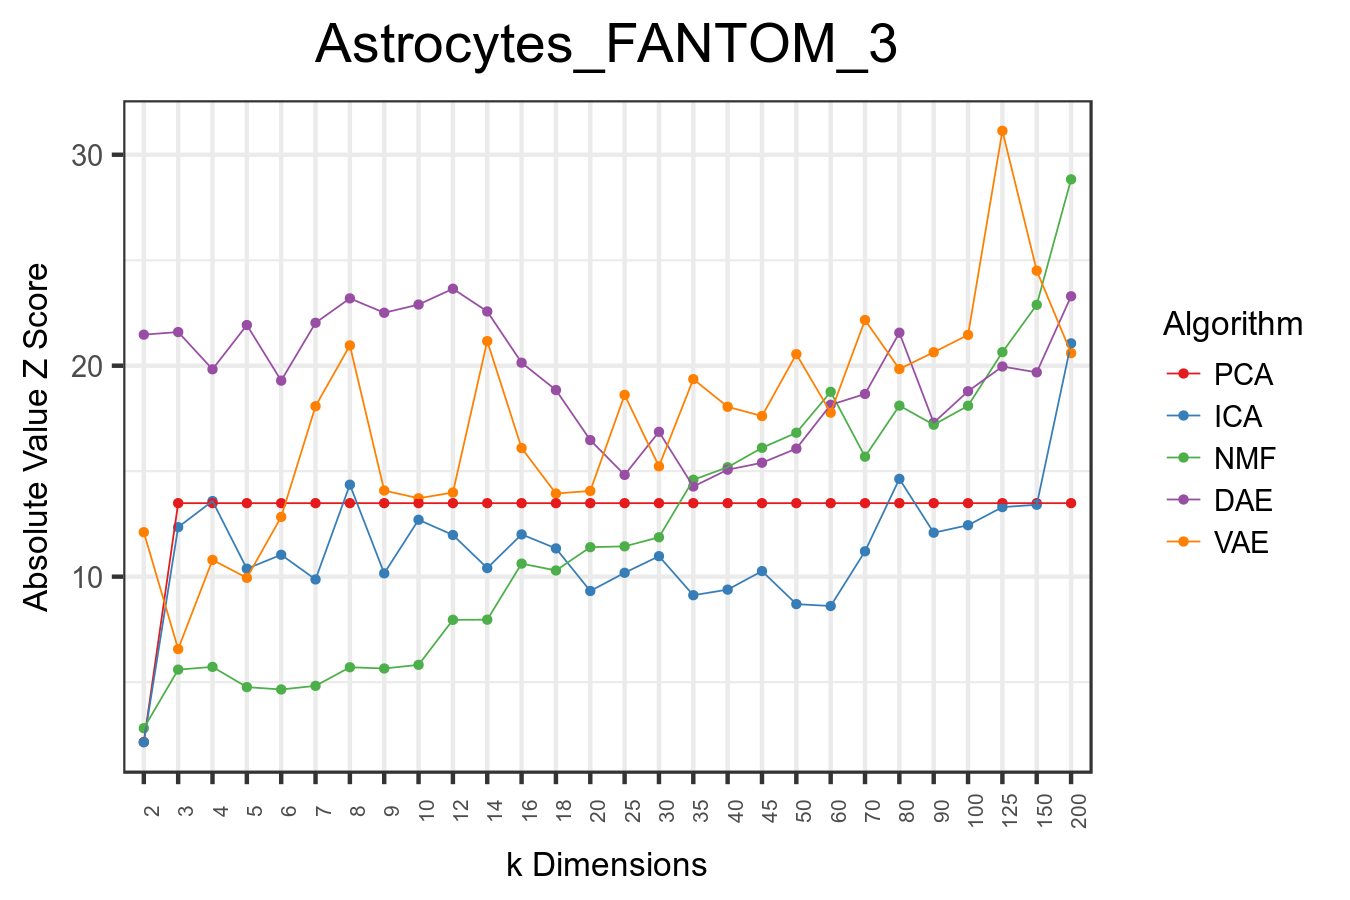 Astrocytes_FANTOM_3
Absolute Value Z Score
30
20
10
2 3 4 5 6 7 8 9 10 12 14 16 18 20 25 30 35 40 45 50 60 70 80 90 100 125 150 200
k Dimensions
Algorithm
PCA
ICA
NMF
DAE
VAE